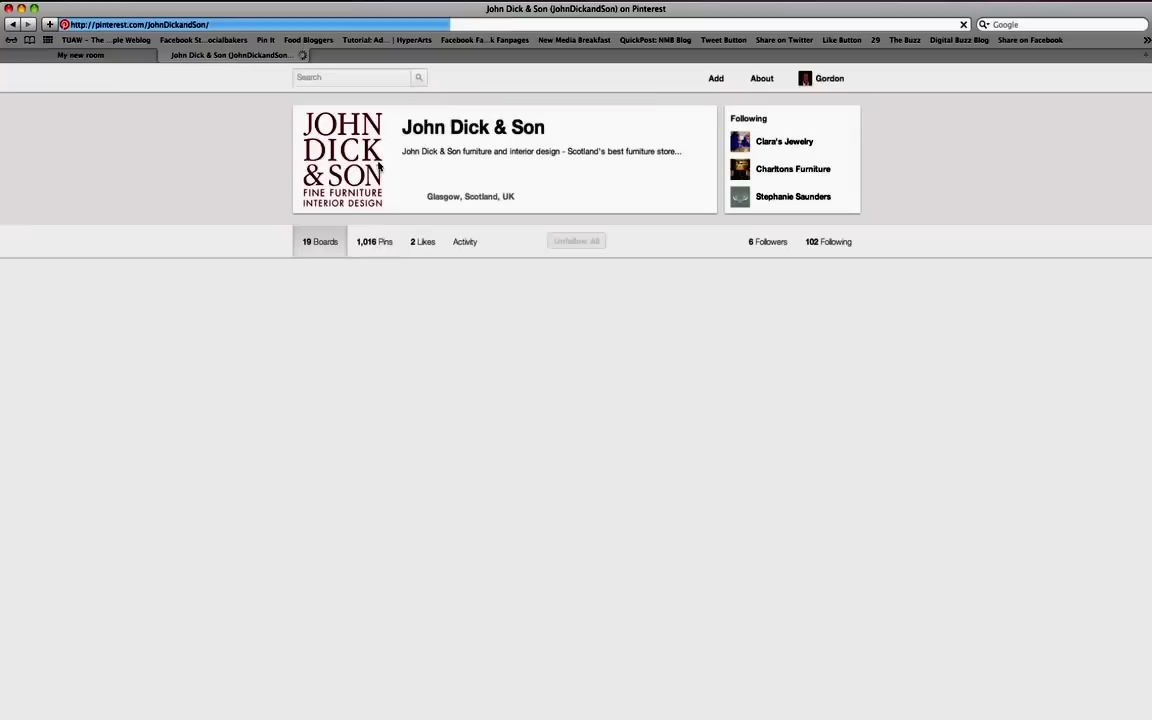 John Dick & Son (JohnDickandSon) on Pinterest
http://pinterest.com/JohnDickandSon/
Google
TUAW - The ...ple Weblog Facebook St...ocialbakers Pin It Food Bloggers Tutorial: Ad... | HyperArts Facebook Fa...k Fanpages New Media Breakfast QuickPost: NMB Blog Tweet Button Share on Twitter Like Button 29 The Buzz Digital Buzz Blog Share on Facebook
My new room
John Dick & Son (JohnDickandSon...
Search
Add
About
Gordon
JOHN
DICK
& SON
FINE FURNITURE
INTERIOR DESIGN
John Dick & Son
John Dick & Son furniture and interior design - Scotland's best furniture store...
Glasgow, Scotland, UK
Following
Clara's Jewelry
Charltons Furniture
Stephanie Saunders
19 Boards
1,016 Pins
2 Likes
Activity
Unfollow All
6 Followers
102 Following